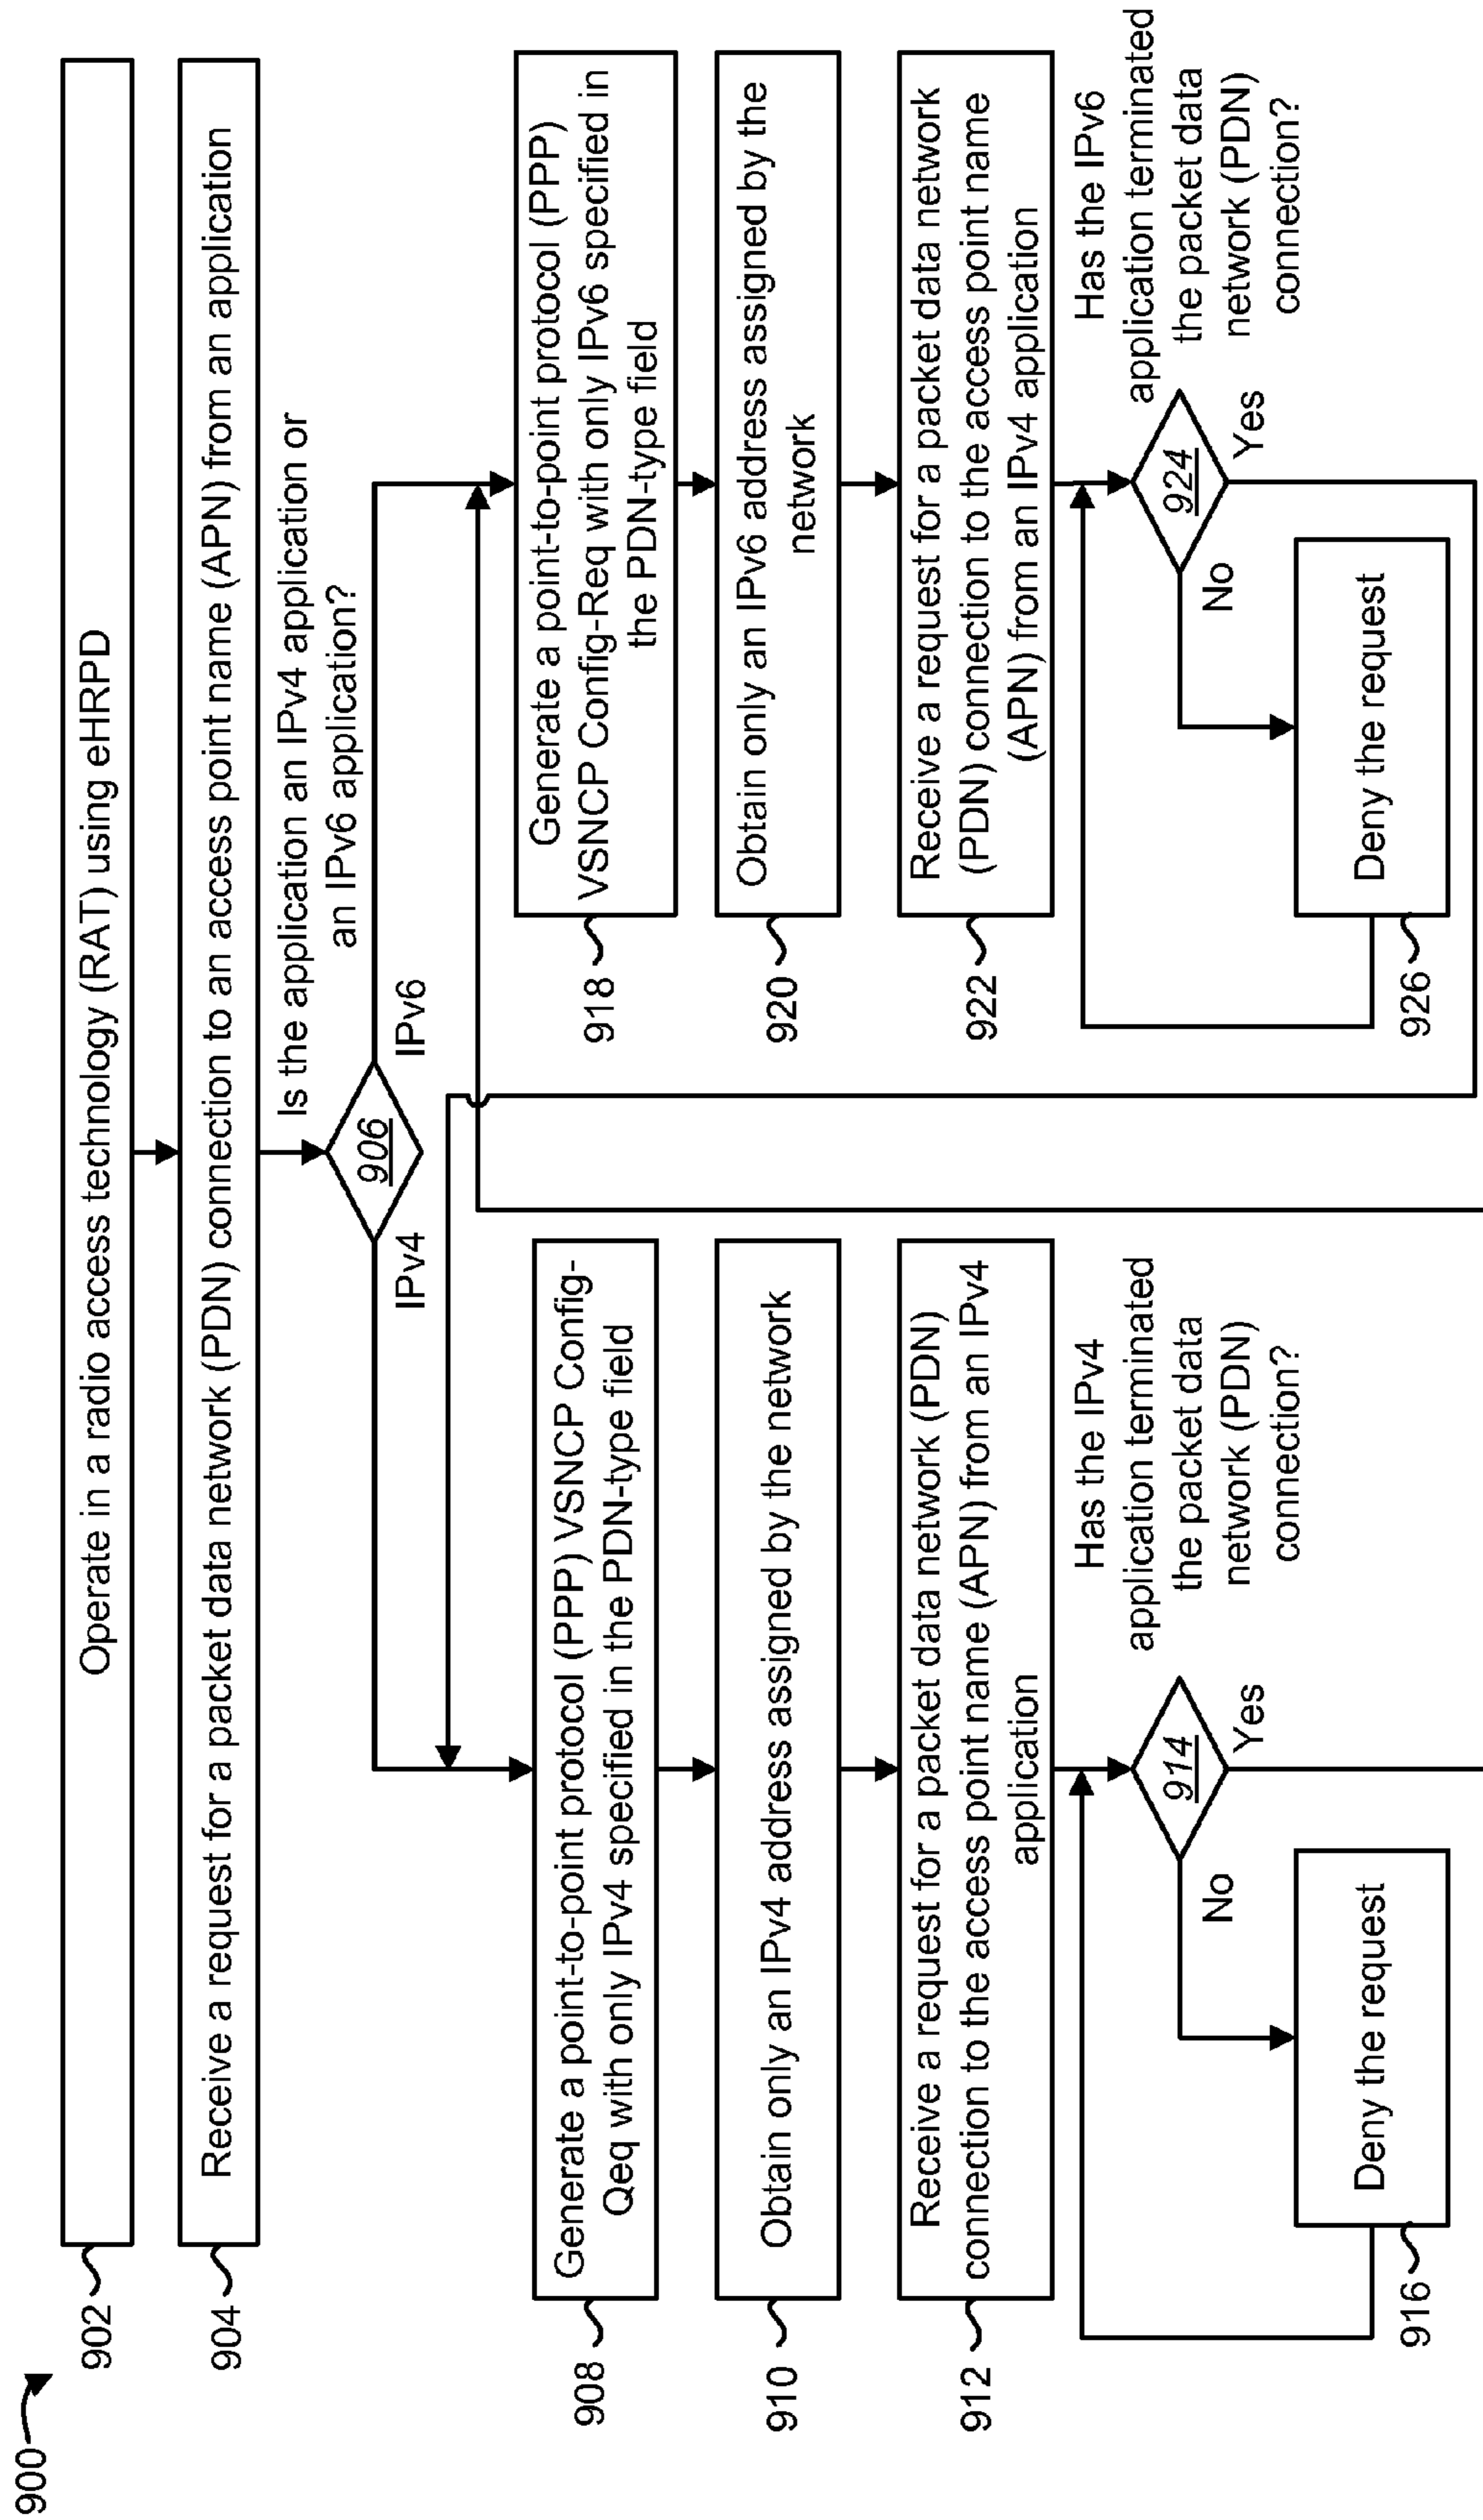 900
902
Operate in a radio access technology (RAT) using eHRPD
904
Receive a request for a packet data network (PDN) connection to an access point name (APN) from an application
Is the application an IPv4 application or
an IPv6 application?
906
IPv4
IPv6
908
Generate a point-to-point protocol (PPP) VSNCP Config-
Qeq with only IPv4 specified in the PDN-type field
910
Obtain only an IPv4 address assigned by the network
912
Receive a request for a packet data network (PDN)
connection to the access point name (APN) from an IPv4
application
Has the IPv4
application terminated
the packet data
network (PDN)
connection?
914
No
Yes
916
Deny the request
918
Generate a point-to-point protocol (PPP)
VSNCP Config-Req with only IPv6 specified in
the PDN-type field
920
Obtain only an IPv6 address assigned by the
network
922
Receive a request for a packet data network
(PDN) connection to the access point name
(APN) from an IPv4 application
Has the IPv6
application terminated
the packet data
network (PDN)
connection?
924
No
Yes
926
Deny the request